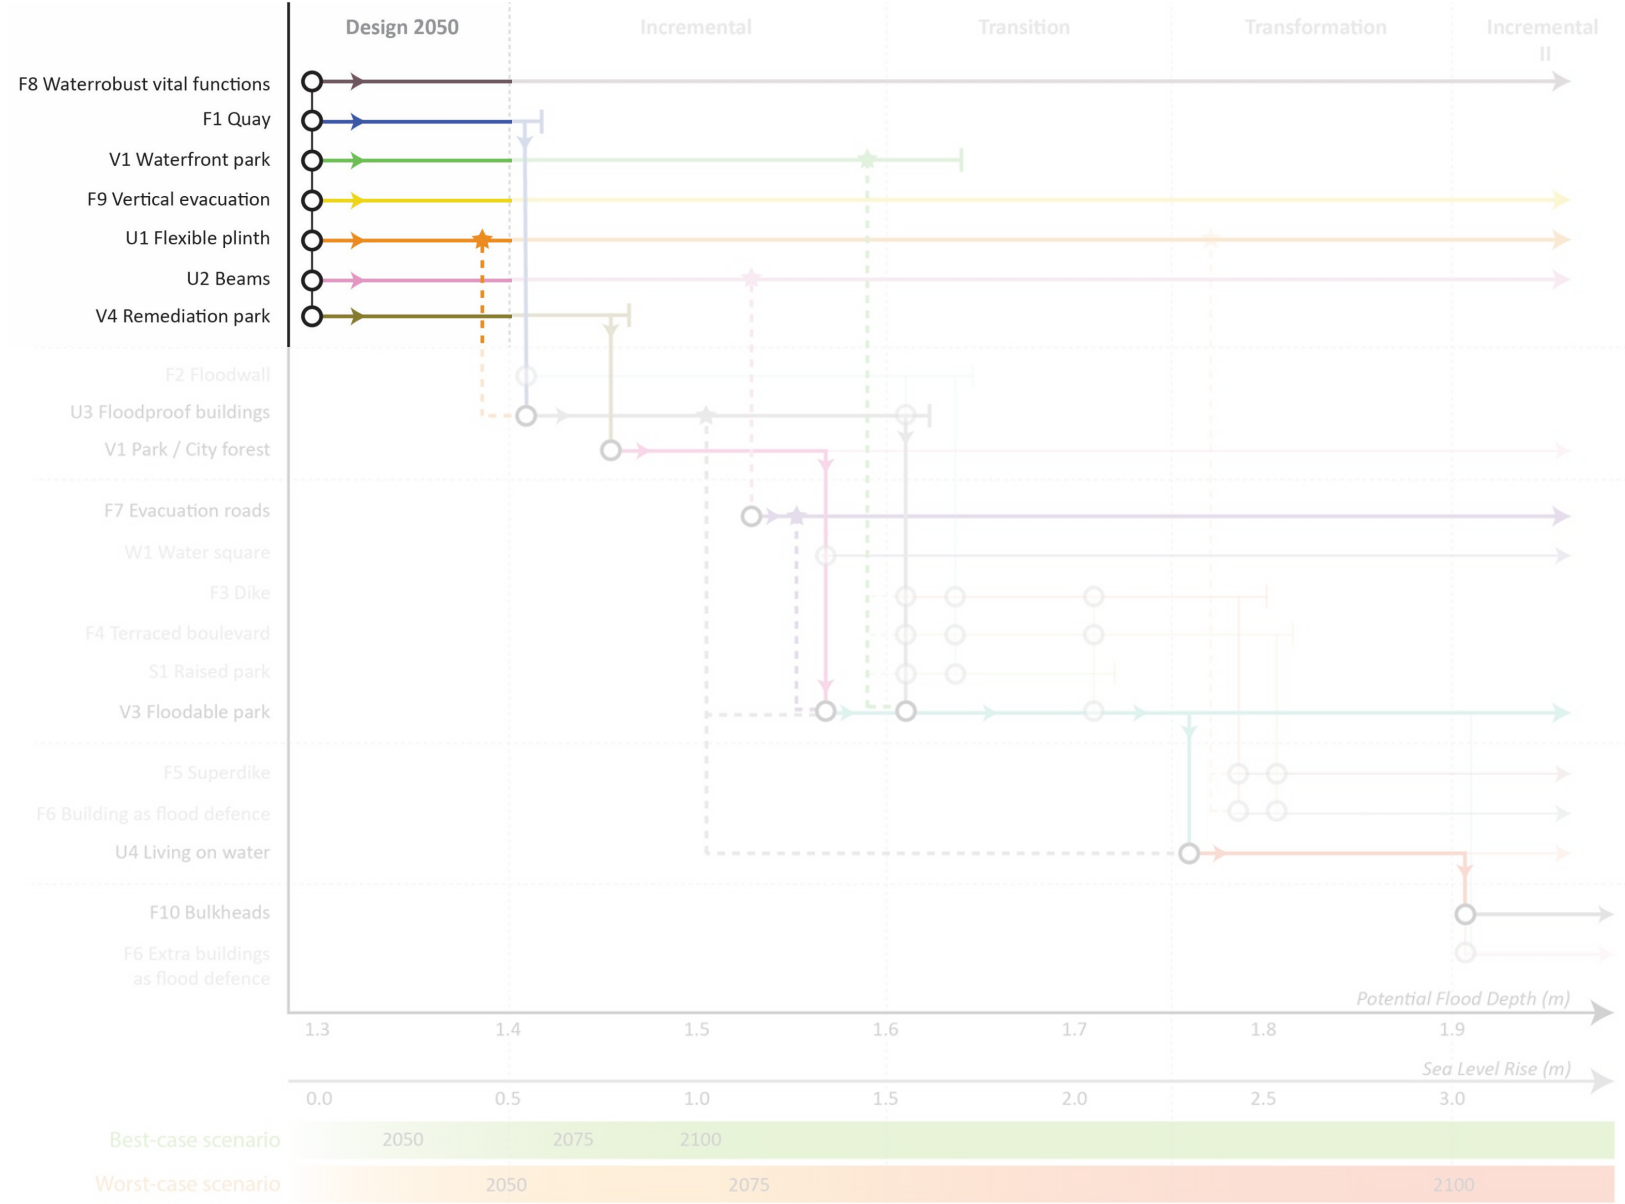 Design 2050
Incremental
Transition
Transformation
Incremental
II
F8 Waterrobust vital functions
F1 Quay
V1 Waterfront park
F9 Vertical evacuation
U1 Flexible plinth
U2 Beams
V4 Remediation park
F2 Floodwall
U3 Floodproof buildings
V1 Park / City forest
F7 Evacuation roads
W1 Water square
F3 Dike
F4 Terraced boulevard
S1 Raised park
V3 Floodable park
F5 Superdike
F6 Building as flood defence
U4 Living on water
F10 Bulkheads
F6 Extra buildings
as flood defence
Potential Flood Depth (m)
1.3 1.4 1.5 1.6 1.7 1.8 1.9
Sea Level Rise (m)
0.0 0.5 1.0 1.5 2.0 2.5 3.0
Best-case scenario 2050 2075 2100
Worst-case scenario 2050 2075 2100